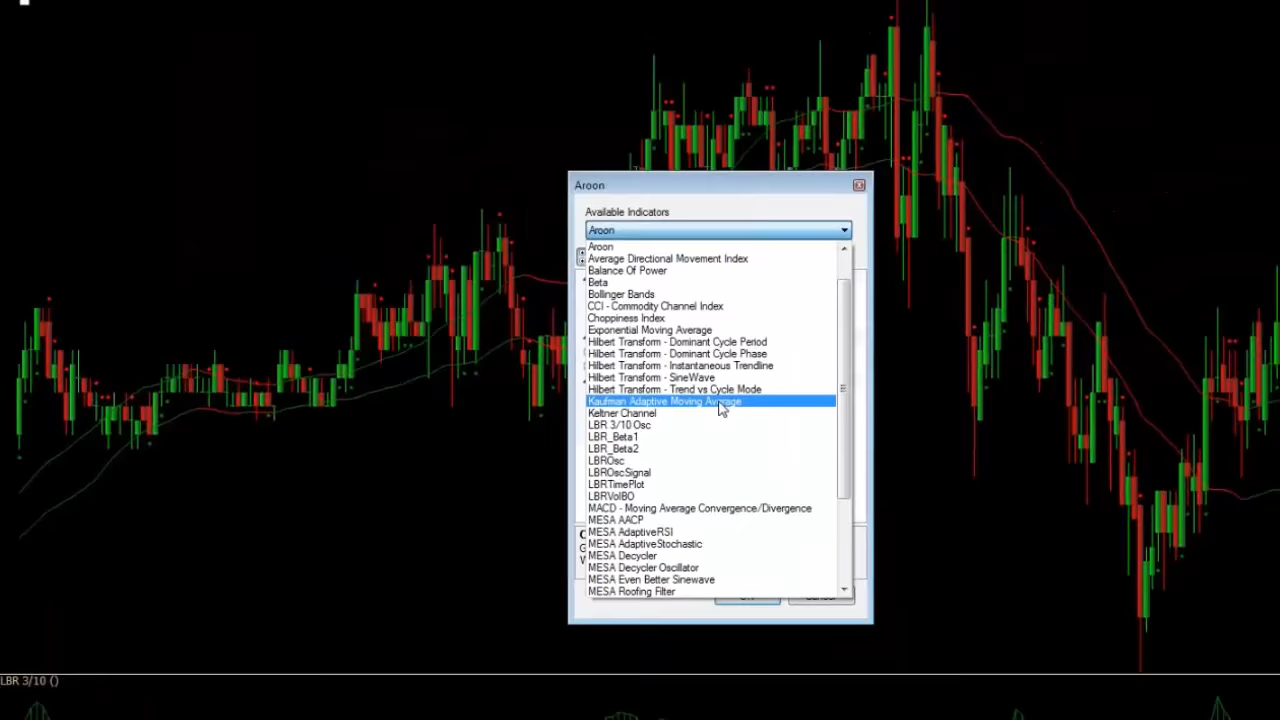 Aroon
Available Indicators
Aroon
Aroon
Average Directional Movement Index
Balance Of Power
Beta
Bollinger Bands
CCI - Commodity Channel Index
Choppiness Index
Exponential Moving Average
Hilbert Transform - Dominant Cycle Period
Hilbert Transform - Dominant Cycle Phase
Hilbert Transform - Instantaneous Trendline
Hilbert Transform - SineWave
Hilbert Transform - Trend vs Cycle Mode
Kaufman Adaptive Moving Average
Keltner Channel
LBR 3/10 Osc
LBR_Beta1
LBR_Beta2
LBROsc
LBROscSignal
LBRTimePlot
LBRVolBO
MACD - Moving Average Convergence/Divergence
MESA AACP
MESA AdaptiveRSI
MESA AdaptiveStochastic
MESA Decycler
MESA Decycler Oscillator
MESA Even Better Sinewave
MESA Roofing Filter
LBR 3/10 ()